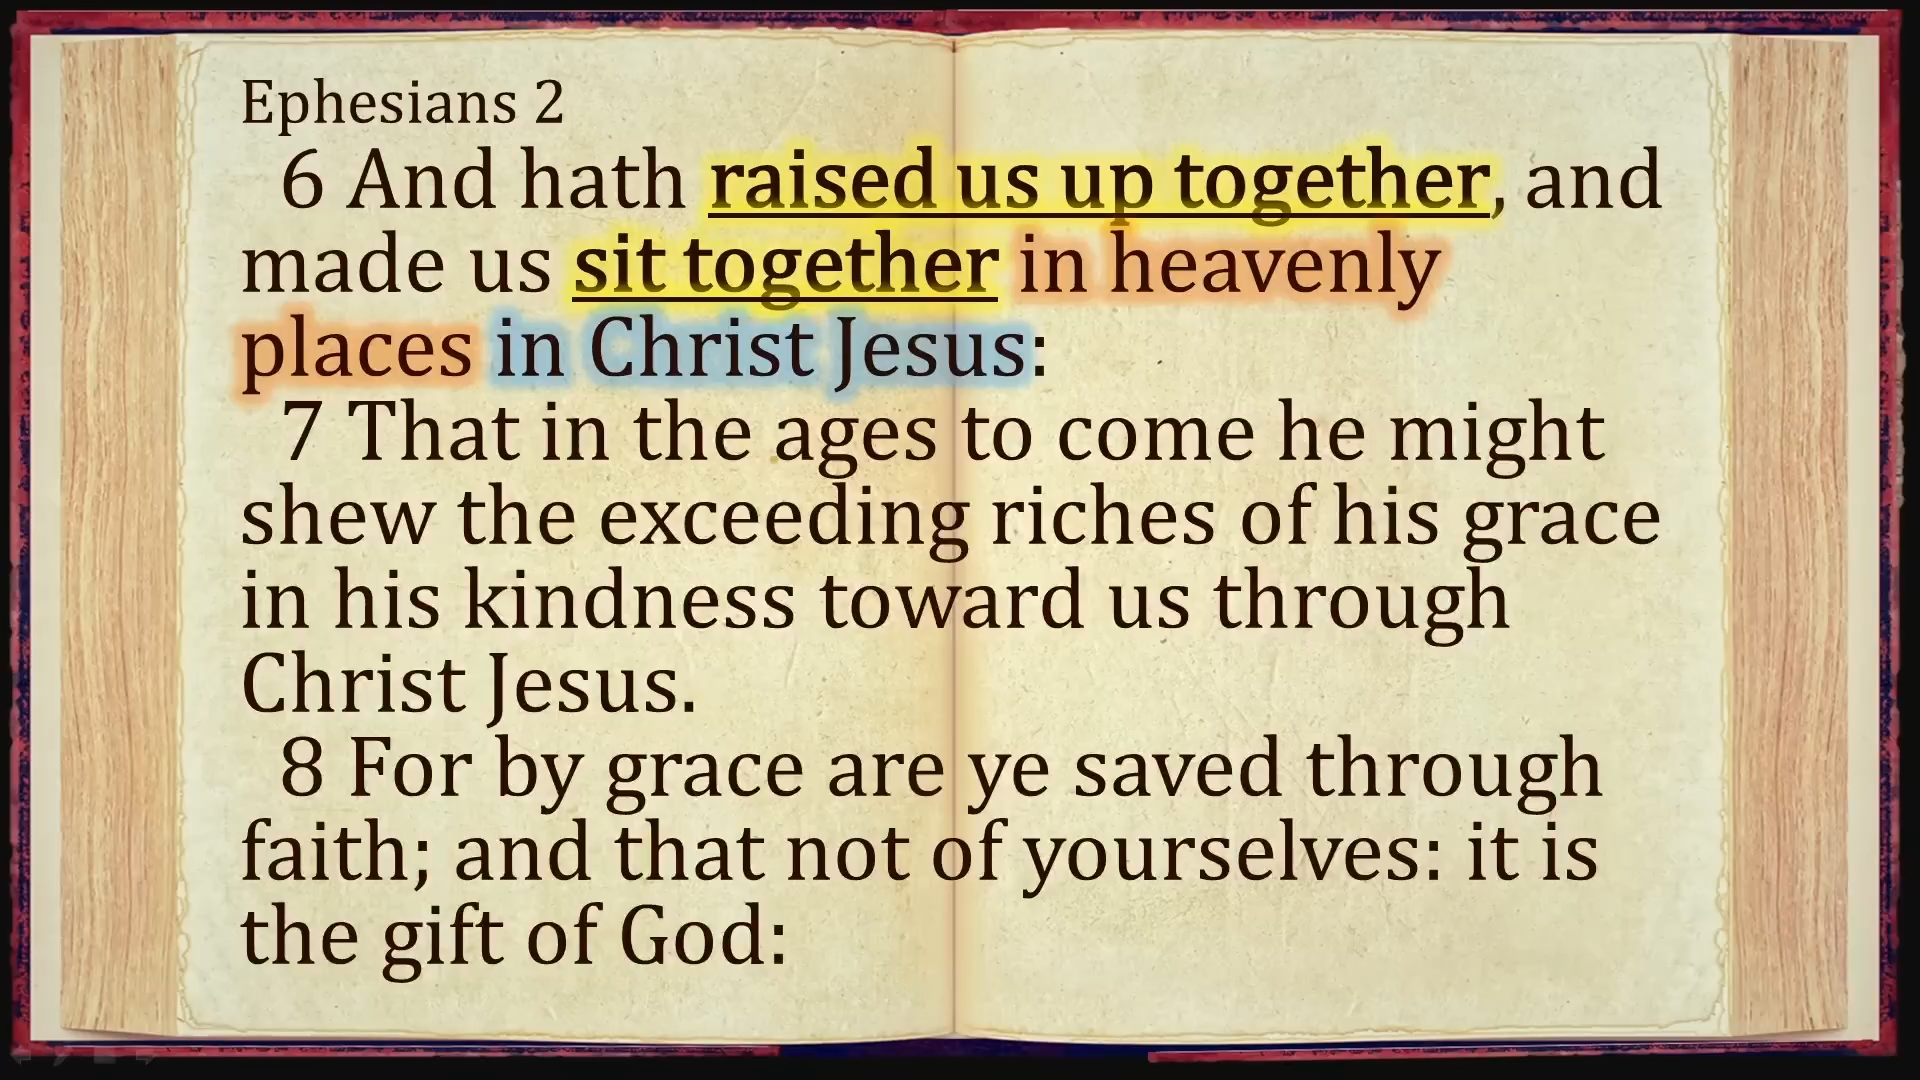 Ephesians 2
6 And hath raised us up together, and
made us sit together in heavenly
places in Christ Jesus:
7 That in the ages to come he might
shew the exceeding riches of his grace
in his kindness toward us through
Christ Jesus.
8 For by grace are ye saved through
faith; and that not of yourselves: it is
the gift of God: